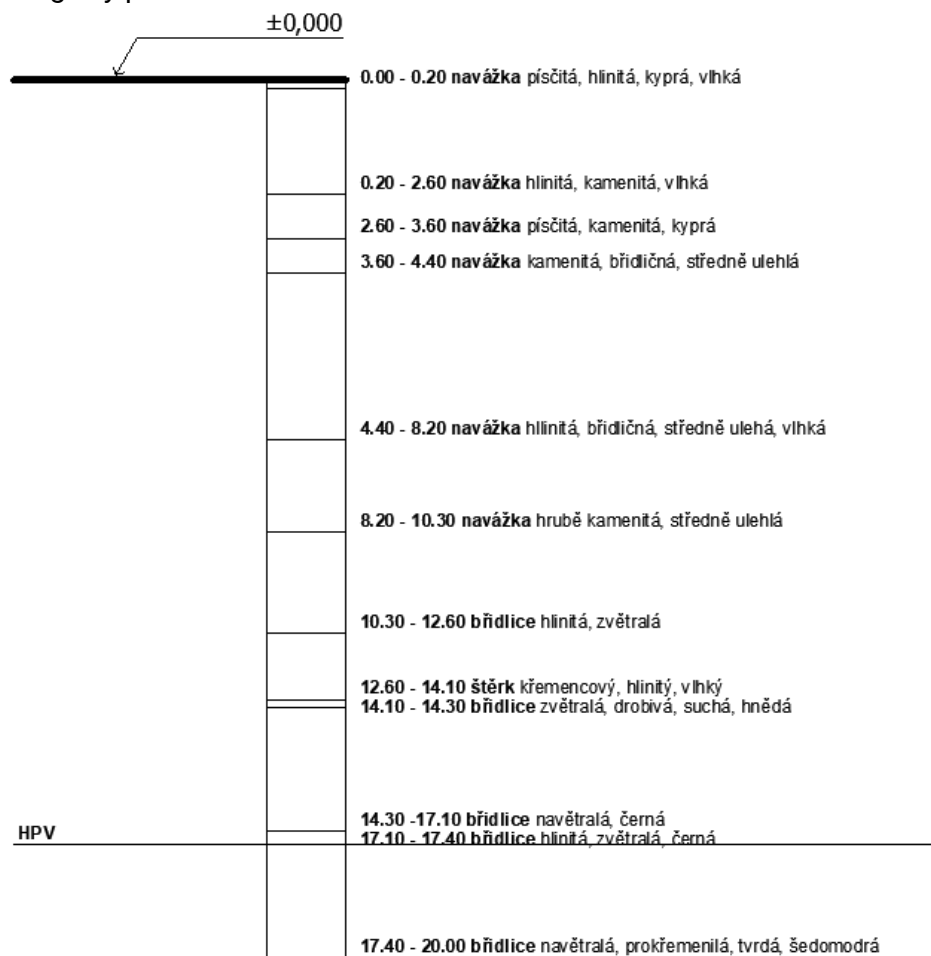 ±0,000
0.00 - 0.20 navážka písčitá, hlinitá, kyprá, vlhká
0.20 - 2.60 navážka hlinitá, kamenitá, vlhká
2.60 - 3.60 navážka písčitá, kamenitá, kyprá
3.60 - 4.40 navážka kamenitá, břidličná, středně ulehlá
4.40 - 8.20 navážka hllinitá, břidličná, středně ulehá, vlhká
8.20 - 10.30 navážka hrubě kamenitá, středně ulehlá
10.30 - 12.60 břidlice hlinitá, zvětralá
12.60 - 14.10 štěrk křemencový, hlinitý, vlhký
14.10 - 14.30 břidlice zvětralá, drobivá, suchá, hnědá
14.30 -17.10 břidlice navětralá, černá
HPV
17.10 - 17.40 břidlice hlinitá, zvětralá, černá
17.40 - 20.00 břidlice navětralá, prokřemenilá, tvrdá, šedomodrá